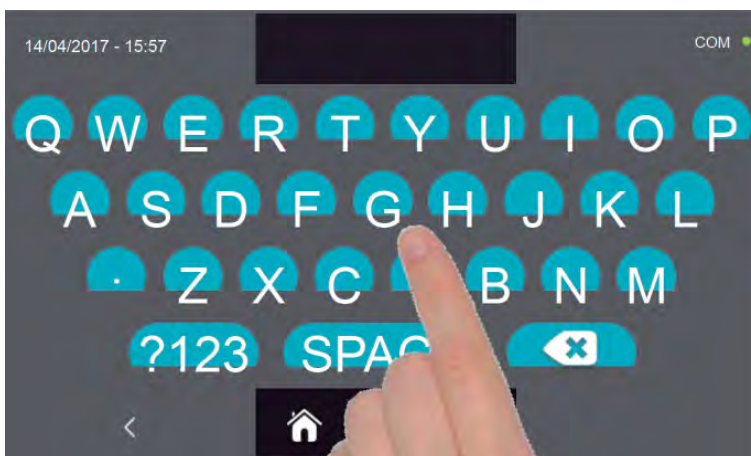 14/04/2017 - 15:57 COM
Q W E R T Y U I O P
A S D F G H J K L
. Z X C B N M
?123